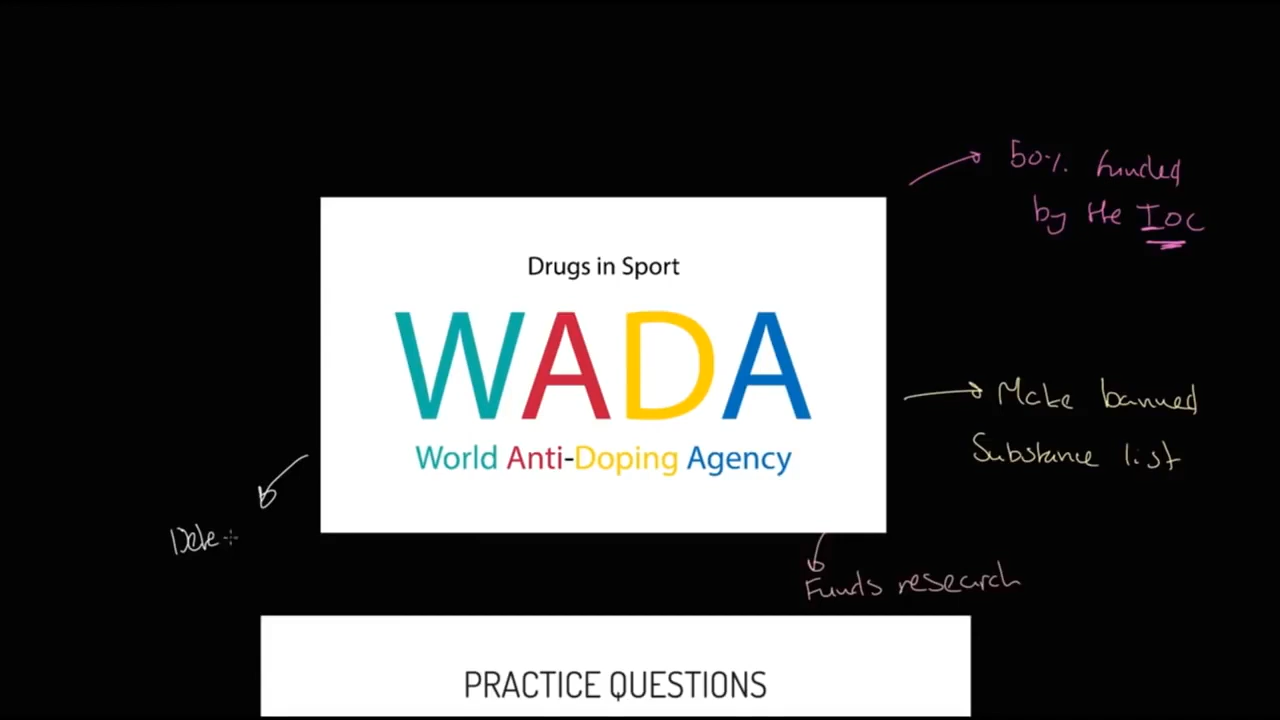 50% funded
by the IOC
Drugs in Sport
WADA
World Anti-Doping Agency
Make banned
Substance list
Dete
Funds research
PRACTICE QUESTIONS